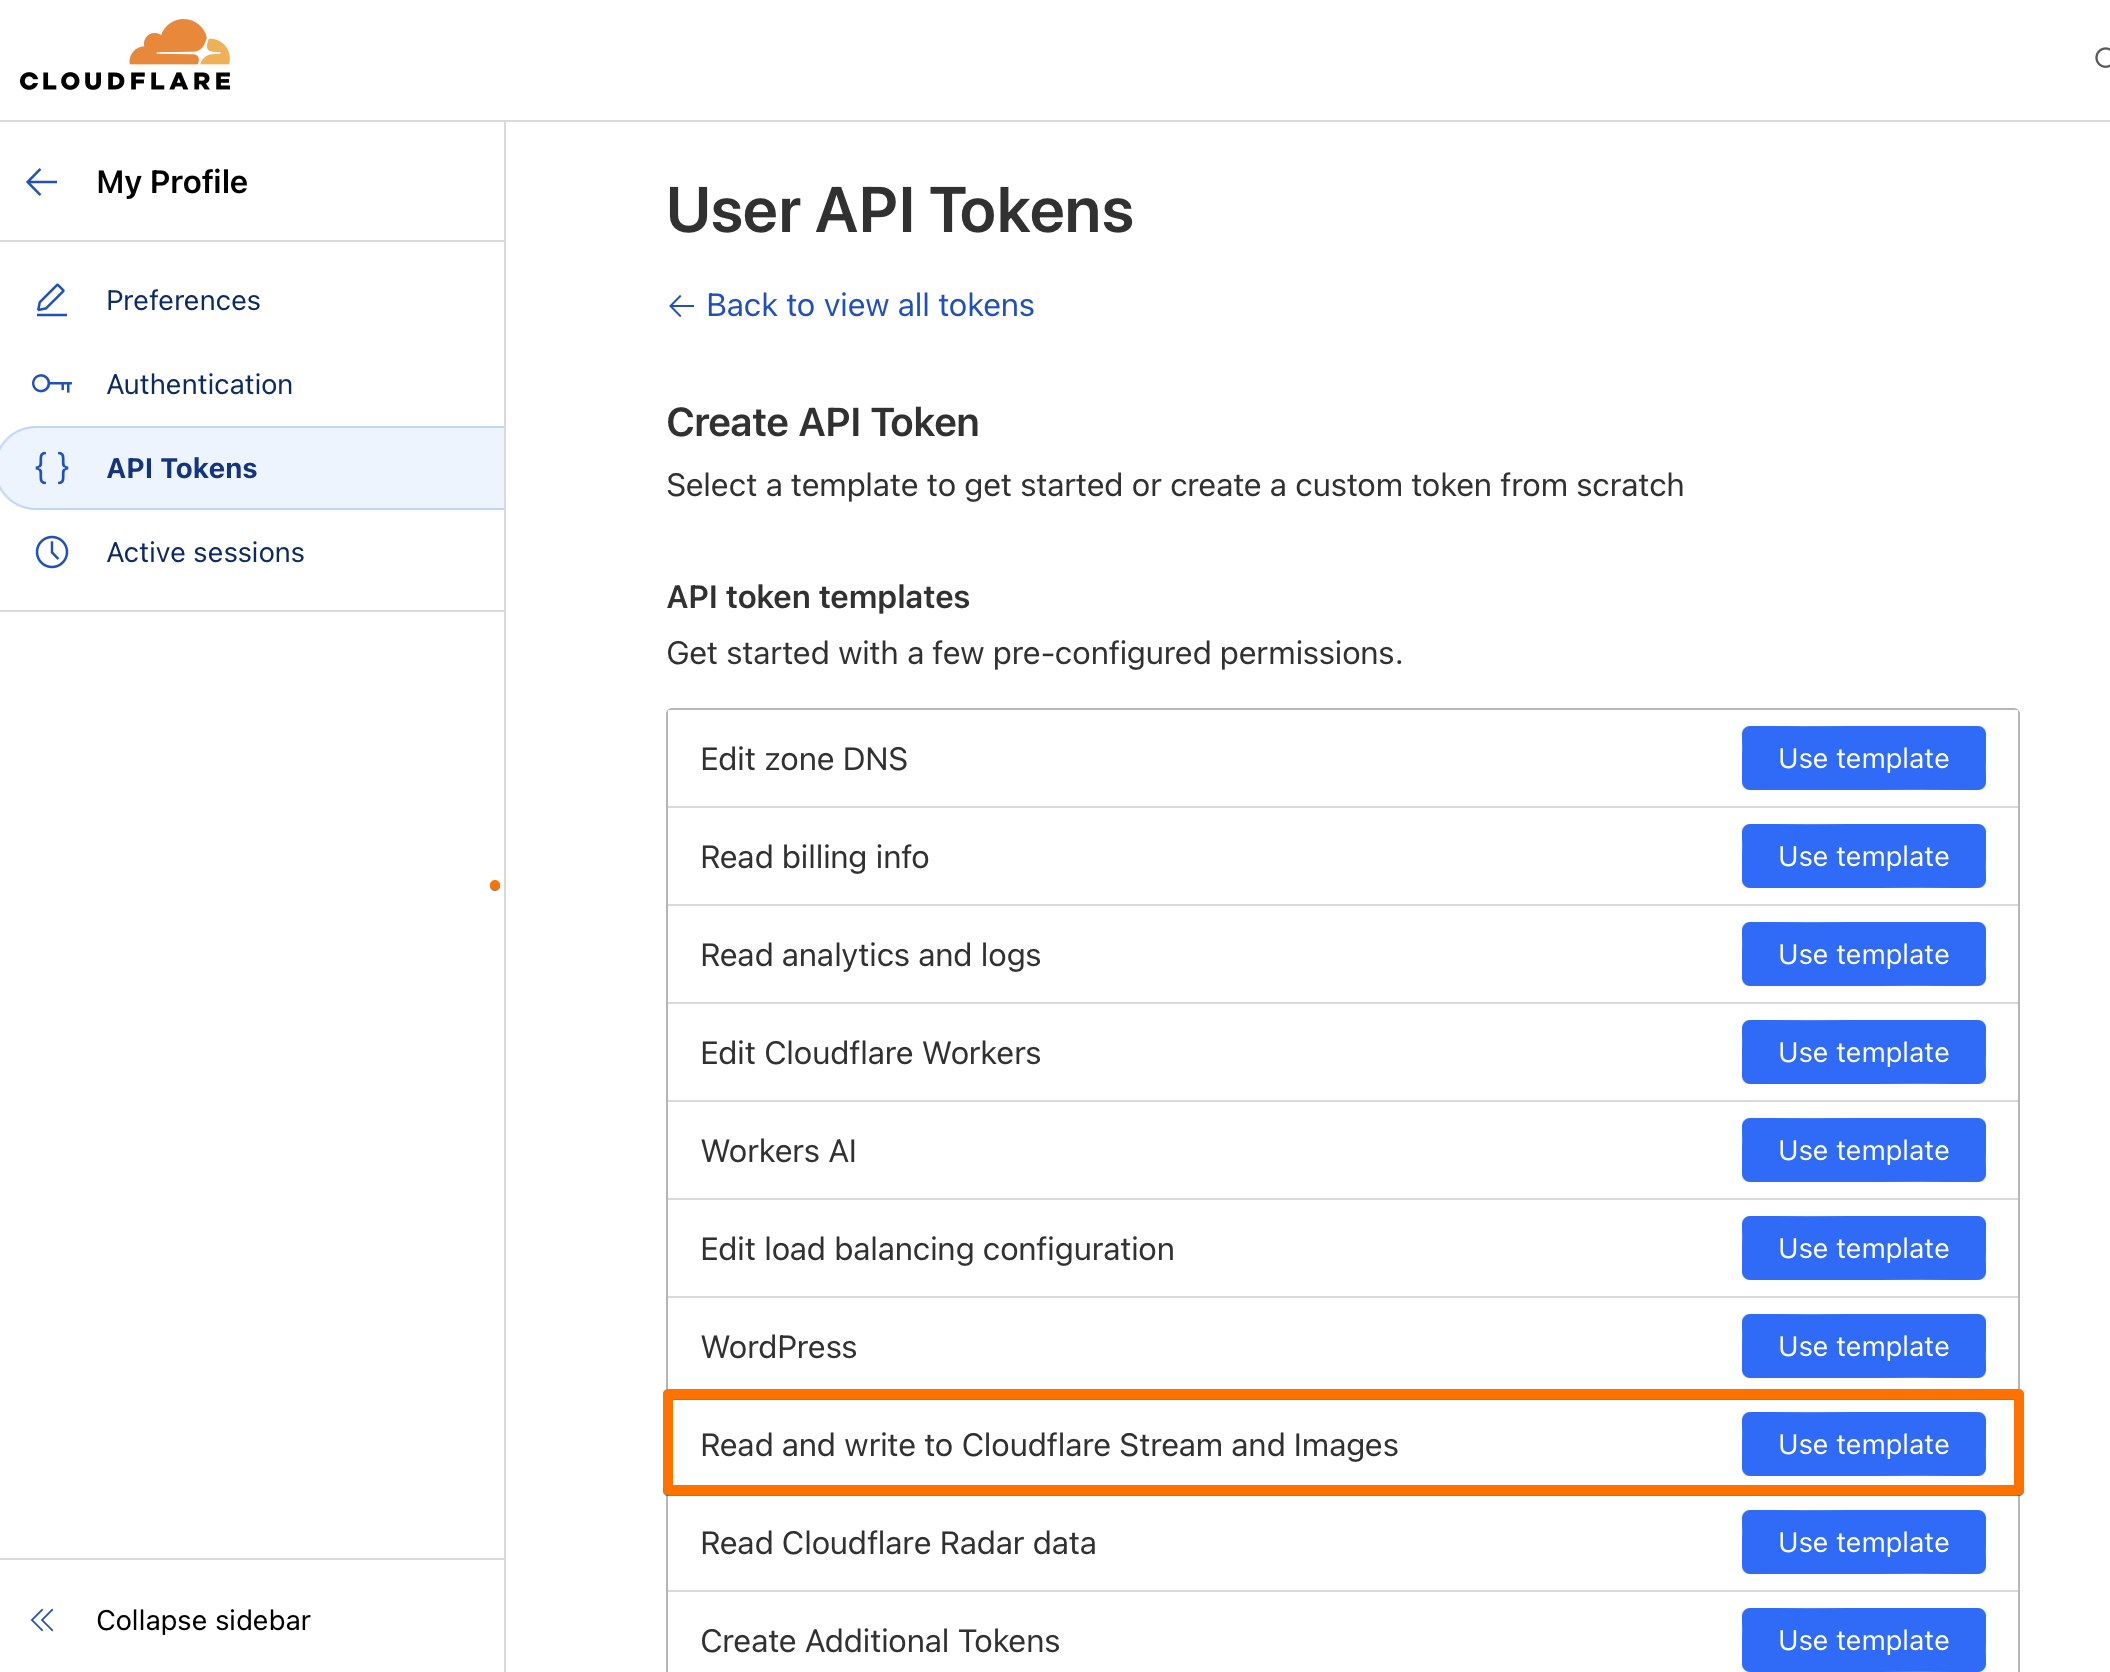 CLOUDFLARE
My Profile
Preferences
Authentication
API Tokens
Active sessions
Collapse sidebar
User API Tokens
Back to view all tokens
Create API Token
Select a template to get started or create a custom token from scratch
API token templates
Get started with a few pre-configured permissions.
Edit zone DNS Use template
Read billing info Use template
Read analytics and logs Use template
Edit Cloudflare Workers Use template
Workers AI Use template
Edit load balancing configuration Use template
WordPress Use template
Read and write to Cloudflare Stream and Images Use template
Read Cloudflare Radar data Use template
Create Additional Tokens Use template